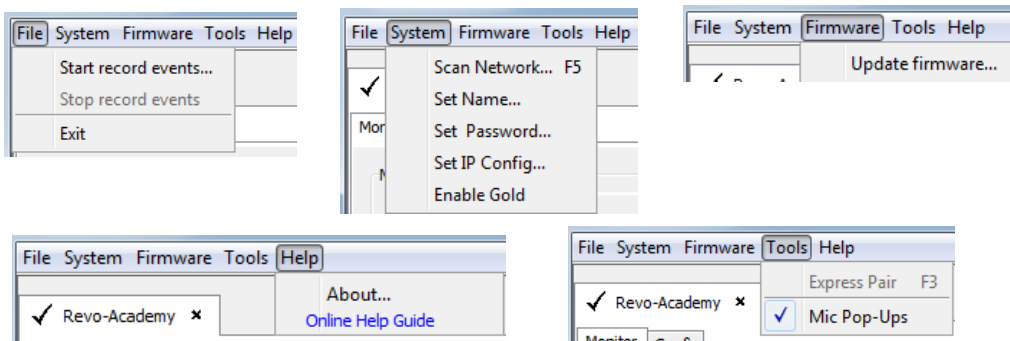 File System Firmware Tools Help
Start record events...
Stop record events
Exit
File System Firmware Tools Help
Scan Network... F5
Set Name...
Set Password...
Set IP Config...
Enable Gold
File System Firmware Tools Help
Update firmware...
File System Firmware Tools Help
About...
Online Help Guide
Revo-Academy
File System Firmware Tools Help
Express Pair F3
Mic Pop-Ups
Revo-Academy
Monitor